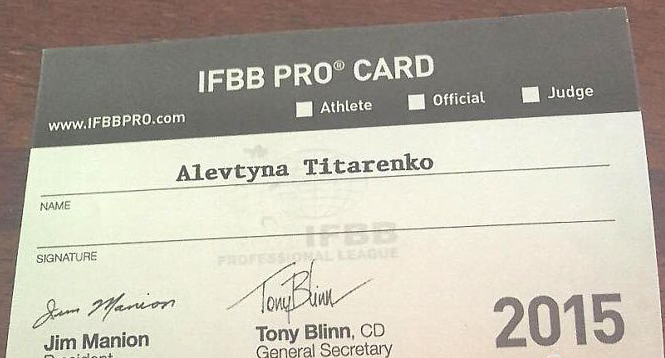 IFBB PRO® CARD
www.IFBBPRO.com
Athlete Official Judge
Alevtyna Titarenko
NAME
IFBB
PROFESSIONAL LEAGUE
SIGNATURE
Jim Manion Tony Blinn
Jim Manion Tony Blinn, CD
President General Secretary
2015